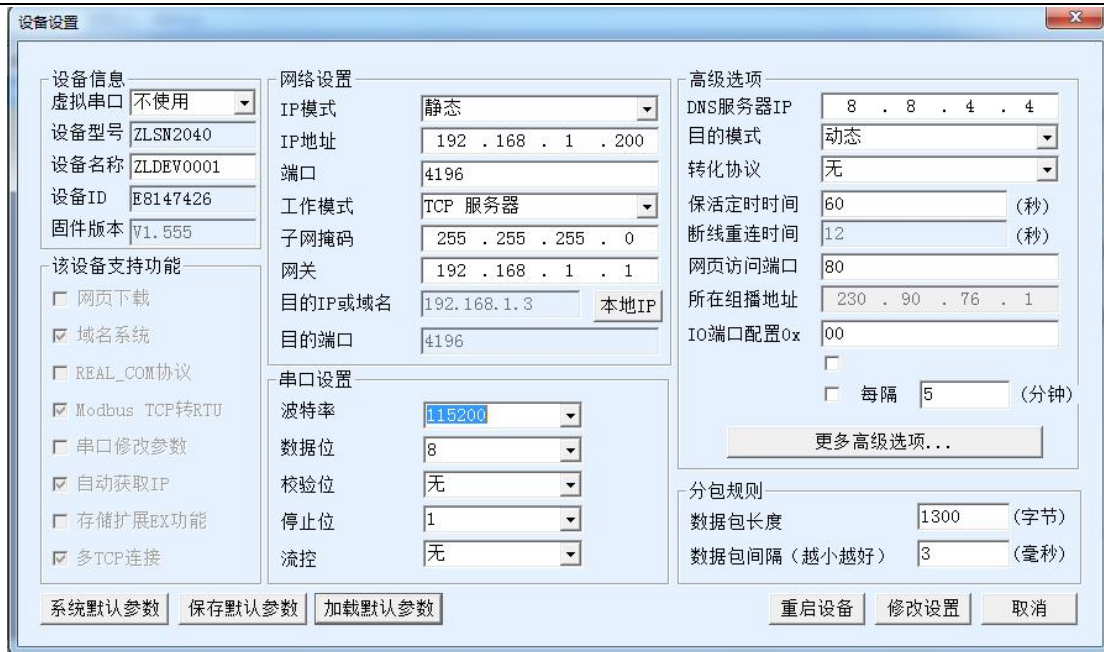 设备设置
设备信息
虚拟串口 不使用
设备型号 ZLSN2040
设备名称 ZLDEV0001
设备ID E8147426
固件版本 V1.555
该设备支持功能
网页下载
域名系统
REAL_COM协议
Modbus TCP转RTU
串口修改参数
自动获取IP
存储扩展EX功能
多TCP连接
网络设置
IP模式 静态
IP地址 192 . 168 . 1 . 200
端口 4196
工作模式 TCP 服务器
子网掩码 255 . 255 . 255 . 0
网关 192 . 168 . 1 . 1
目的IP或域名 192.168.1.3 本地IP
目的端口 4196
串口设置
波特率 115200
数据位 8
校验位 无
停止位 1
流控 无
高级选项
DNS服务器IP 8 . 8 . 4 . 4
目的模式 动态
转化协议 无
保活定时时间 60 (秒)
断线重连时间 12 (秒)
网页访问端口 80
所在组播地址 230 . 90 . 76 . 1
IO端口配置0x 00
每隔 5 (分钟)
更多高级选项...
分包规则
数据包长度 1300 (字节)
数据包间隔（越小越好） 3 (毫秒)
系统默认参数 保存默认参数 加载默认参数 重启设备 修改设置 取消